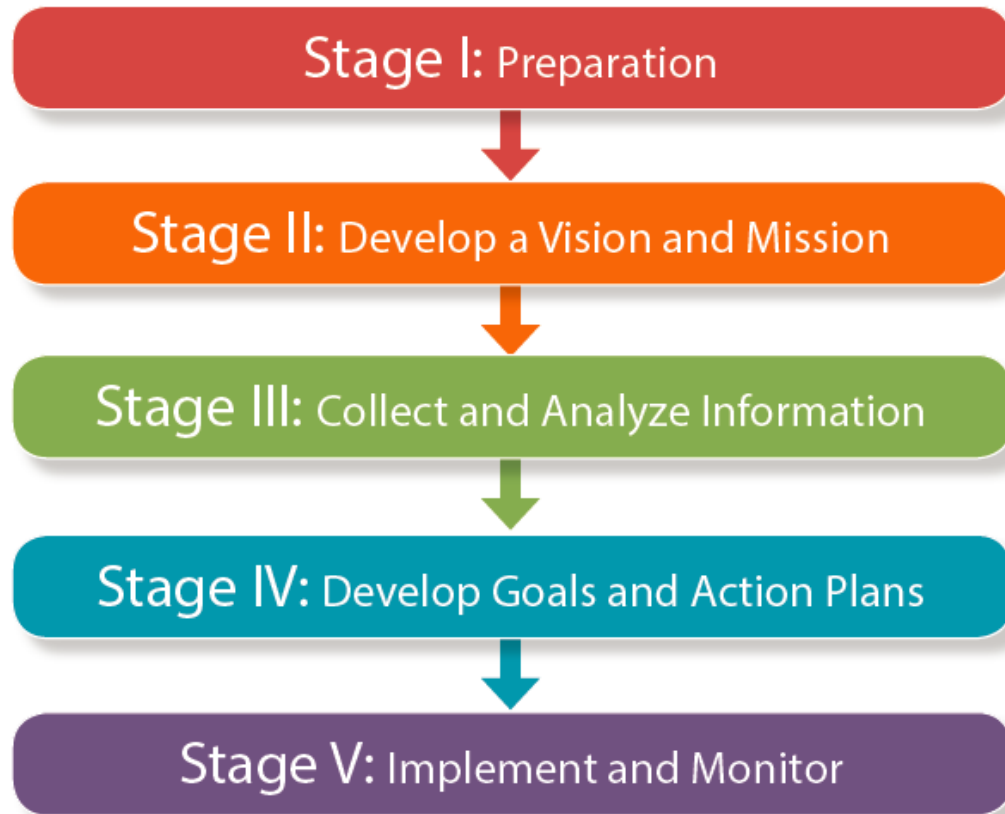 Stage I: Preparation
Stage II: Develop a Vision and Mission
Stage III: Collect and Analyze Information
Stage IV: Develop Goals and Action Plans
Stage V: Implement and Monitor